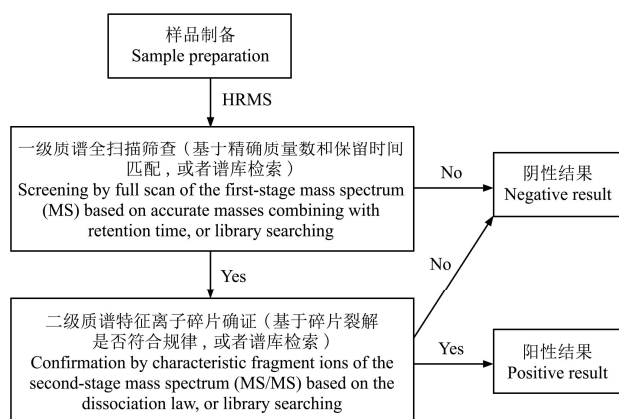 样品制备
Sample preparation
HRMS
一级质谱全扫描筛查（基十精确质量数和保留时间
匹配，或者谱库检索）
Screening by full scan of the first-stage mass spectrum
(MS) based on accurate masses combining with
retention time, or library searching
No
阴性结果
Negative result
Yes
No
二级质谱特征离子碎片确证（基于碎片裂解
是否符合规律，或者谱库检索）
Confirmation by characteristic fragment ions of the
second-stage mass spectrum (MS/MS) based on the
dissociation law, or library searching
Yes
阳性结果
Positive result